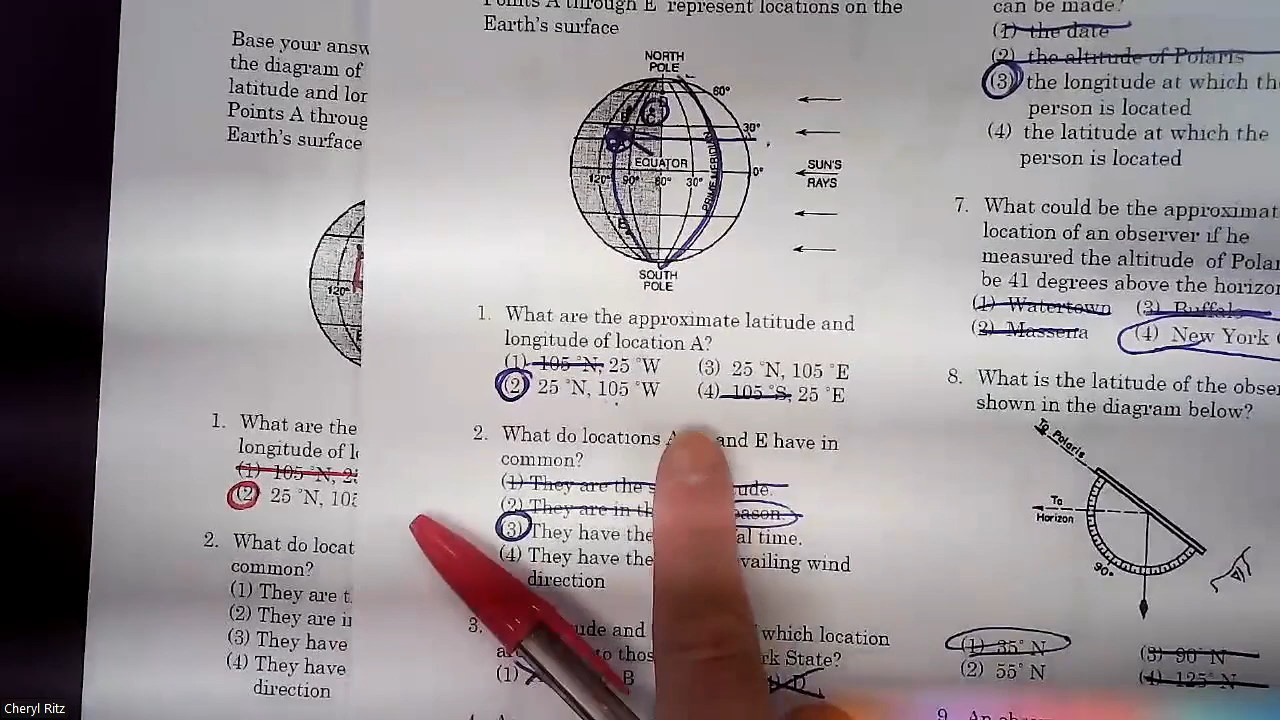 Base your answ
the diagram of
latitude and lon
Points A throug
Earth's surface
120°
1. What are the
longitude of l
(1) 105 °N,
(2) 25 °N, 10
2. What do locat
common?
(1) They are t
(2) They are i
(3) They have
(4) They have
direction
Points A through E represent locations on the
Earth's surface
NORTH
POLE
60°
30°
EQUATOR
0°
120° 90° 60° 30°
PRIME MERIDIAN
SUN'S
RAYS
SOUTH
POLE
1. What are the approximate latitude and
longitude of location A?
(1) 105 °N, 25 °W (3) 25 °N, 105 °E
(2) 25 °N, 105 °W (4) 105 °S, 25 °E
2. What do locations and E have in
common?
(1) They are the
(2) They are in
(3) They have the time.
(4) They have the wind
direction
3. and which location
to State?
(1) B D
can be made?
(1) the date
(2) the altitude of Polaris
(3) the longitude at which th
person is located
(4) the latitude at which the
person is located
7. What could be the approximat
location of an observer if he
measured the altitude of Pola
be 41 degrees above the horizo
(1) Watertown (3) Buffalo
(2) Massena (4) New York
8. What is the latitude of the obse
shown in the diagram below?
To Polaris
To
Horizon
90°
(1) 35° N (3) 90° N
(2) 55° N (4) 125° N
9. An
Cheryl Ritz